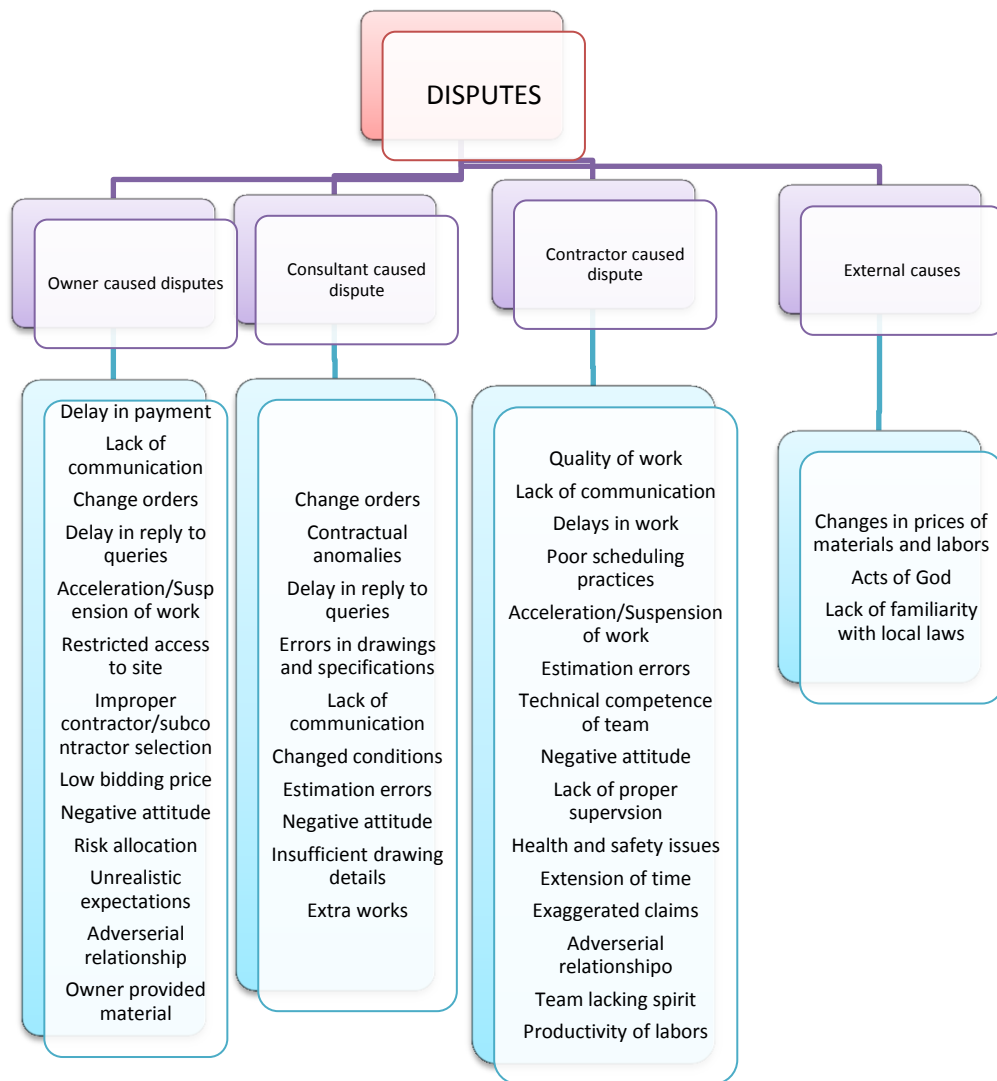 DISPUTES
Owner caused disputes
Consultant caused
dispute
Contractor caused
dispute
External causes
Delay in payment
Lack of
communication
Change orders
Delay in reply to
queries
Acceleration/Susp
ension of work
Restricted access
to site
Improper
contractor/subco
ntractor selection
Low bidding price
Negative attitude
Risk allocation
Unrealistic
expectations
Adverserial
relationship
Owner provided
material
Change orders
Contractual
anomalies
Delay in reply to
queries
Errors in drawings
and specifications
Lack of
communication
Changed conditions
Estimation errors
Negative attitude
Insufficient drawing
details
Extra works
Quality of work
Lack of communication
Delays in work
Poor scheduling
practices
Acceleration/Suspension
of work
Estimation errors
Technical competence
of team
Negative attitude
Lack of proper
supervsion
Health and safety issues
Extension of time
Exaggerated claims
Adverserial
relationshipo
Team lacking spirit
Productivity of labors
Changes in prices of
materials and labors
Acts of God
Lack of familiarity
with local laws